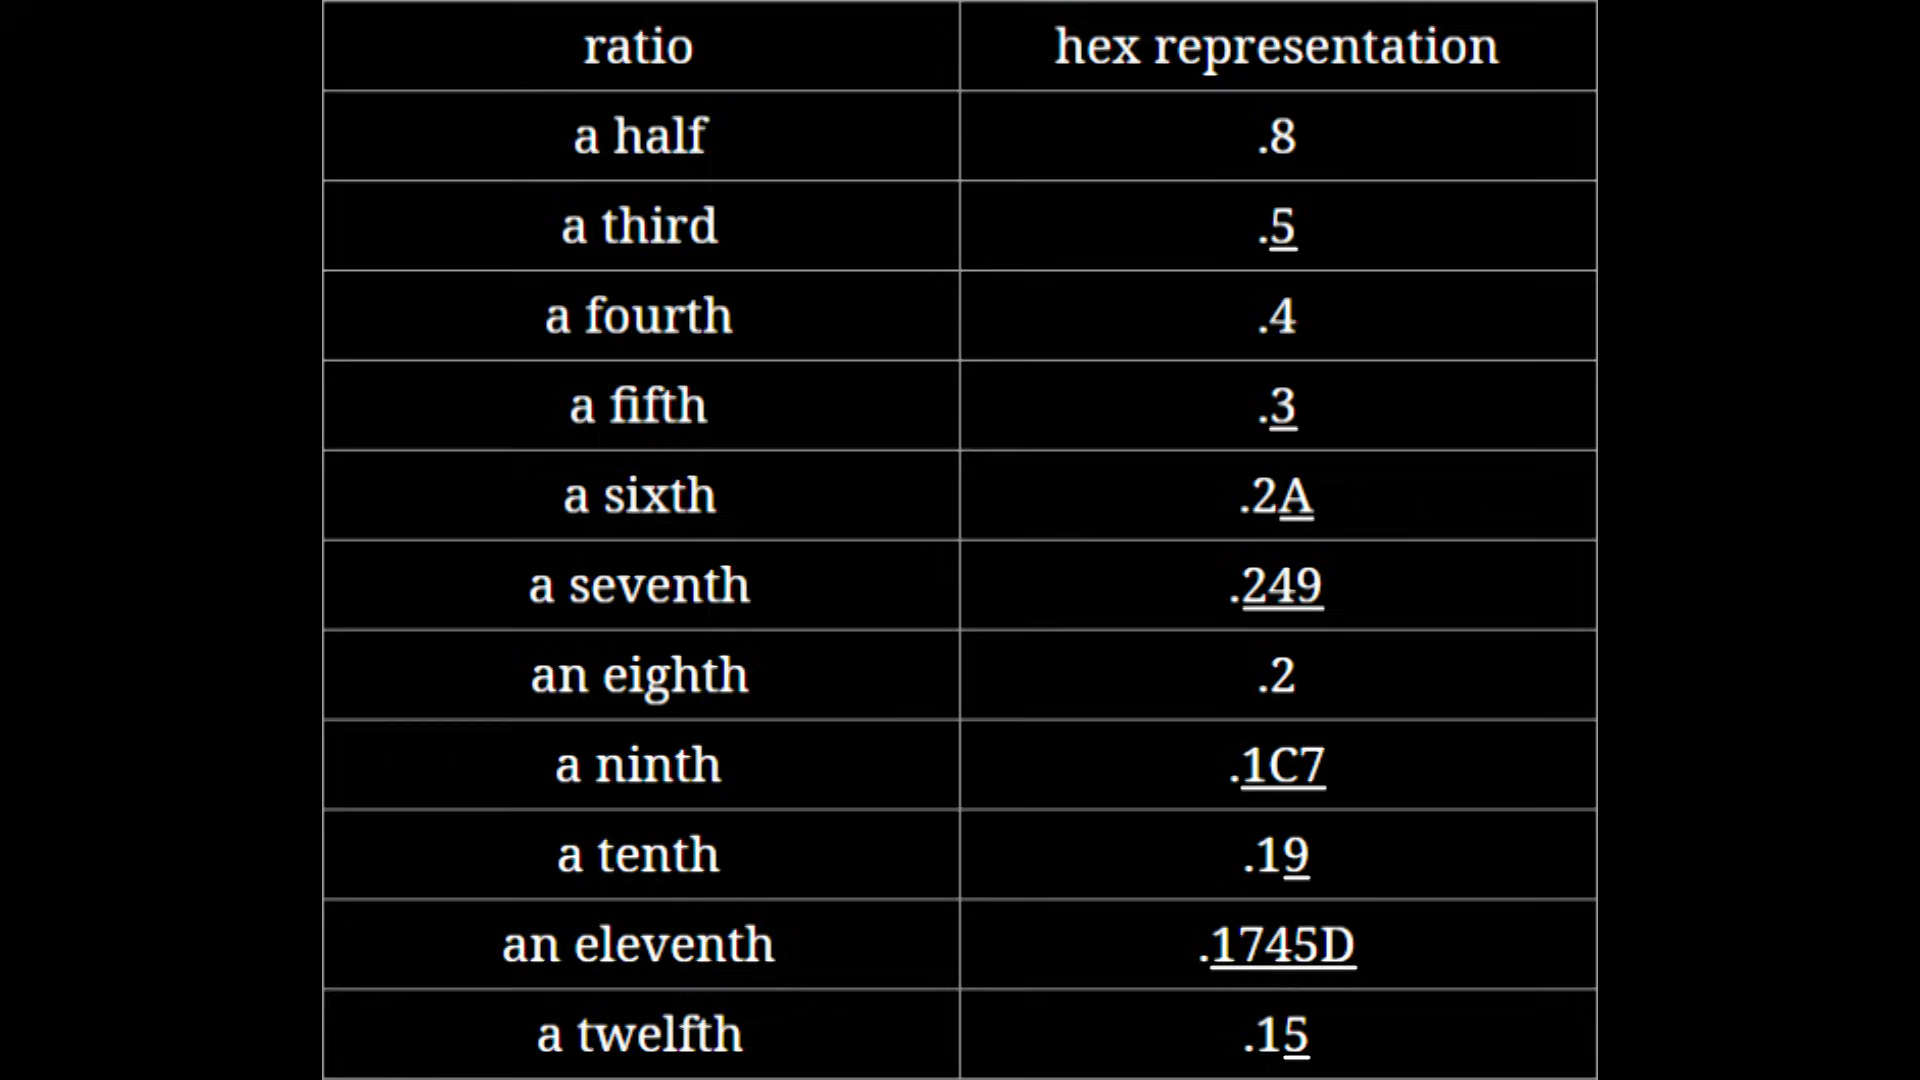 ratio hex representation
a half .8
a third .5
a fourth .4
a fifth .3
a sixth .2A
a seventh .249
an eighth .2
a ninth .1C7
a tenth .19
an eleventh .1745D
a twelfth .15